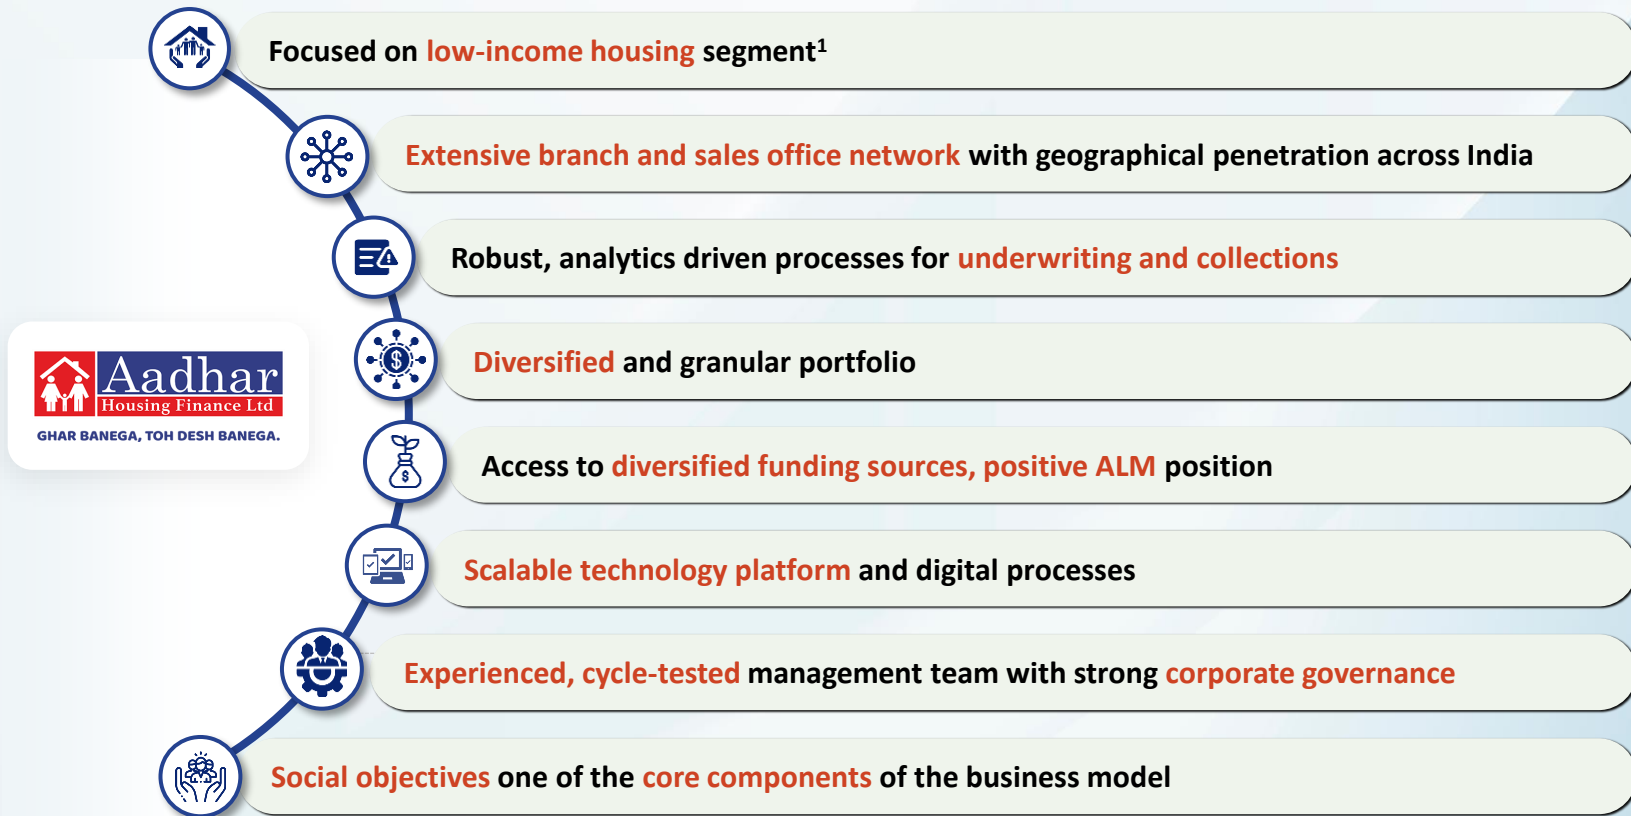 Focused on low-income housing segment¹
Extensive branch and sales office network with geographical penetration across India
Robust, analytics driven processes for underwriting and collections
Diversified and granular portfolio
Aadhar
Housing Finance Ltd
GHAR BANEGA, TOH DESH BANEGA.
Access to diversified funding sources, positive ALM position
Scalable technology platform and digital processes
Experienced, cycle-tested management team with strong corporate governance
Social objectives one of the core components of the business model